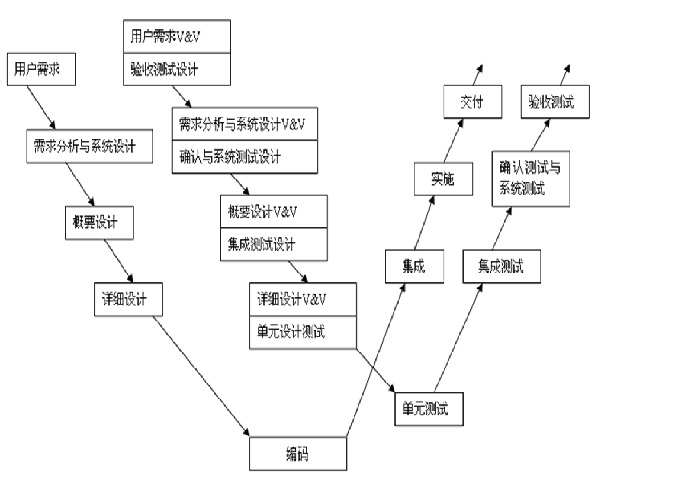 用户需求V&V
验收测试设计
用户需求
交付
验收测试
需求分析与系统设计V&V
确认与系统测试设计
需求分析与系统设计
确认测试与
系统测试
实施
概要设计V&V
集成测试设计
概要设计
集成
集成测试
详细设计V&V
单元设计测试
详细设计
单元测试
编码